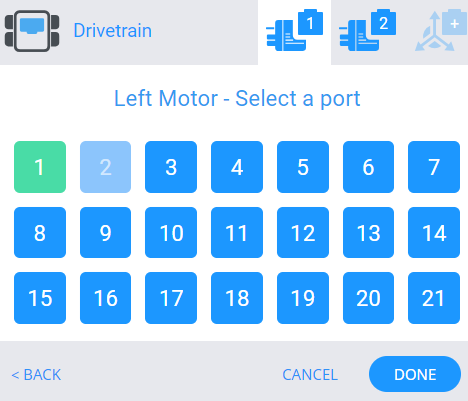 Drivetrain 1 2 +
Left Motor - Select a port
1 2 3 4 5 6 7
8 9 10 11 12 13 14
15 16 17 18 19 20 21
< BACK CANCEL DONE